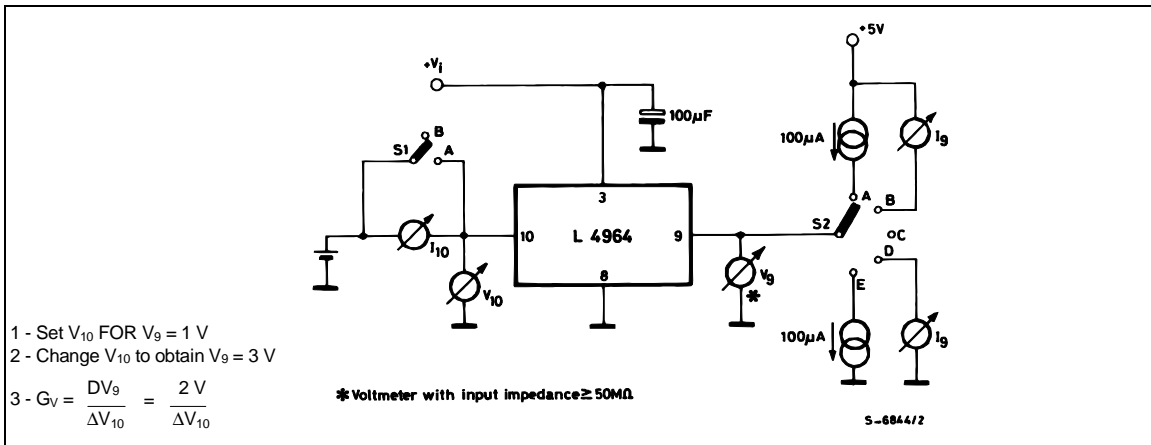 +5V
+Vi
100µF
100µA
I9
B
S1
A
A
B
3
S2
10
L 4964
9
C
I10
D
8
V9
*
E
V10
1 - Set V10 FOR V9 = 1 V
2 - Change V10 to obtain V9 = 3 V
100µA
I9
3 - GV = DV9 / ΔV10 = 2 V / ΔV10
*Voltmeter with input impedance≥50MΩ
S-6844/2